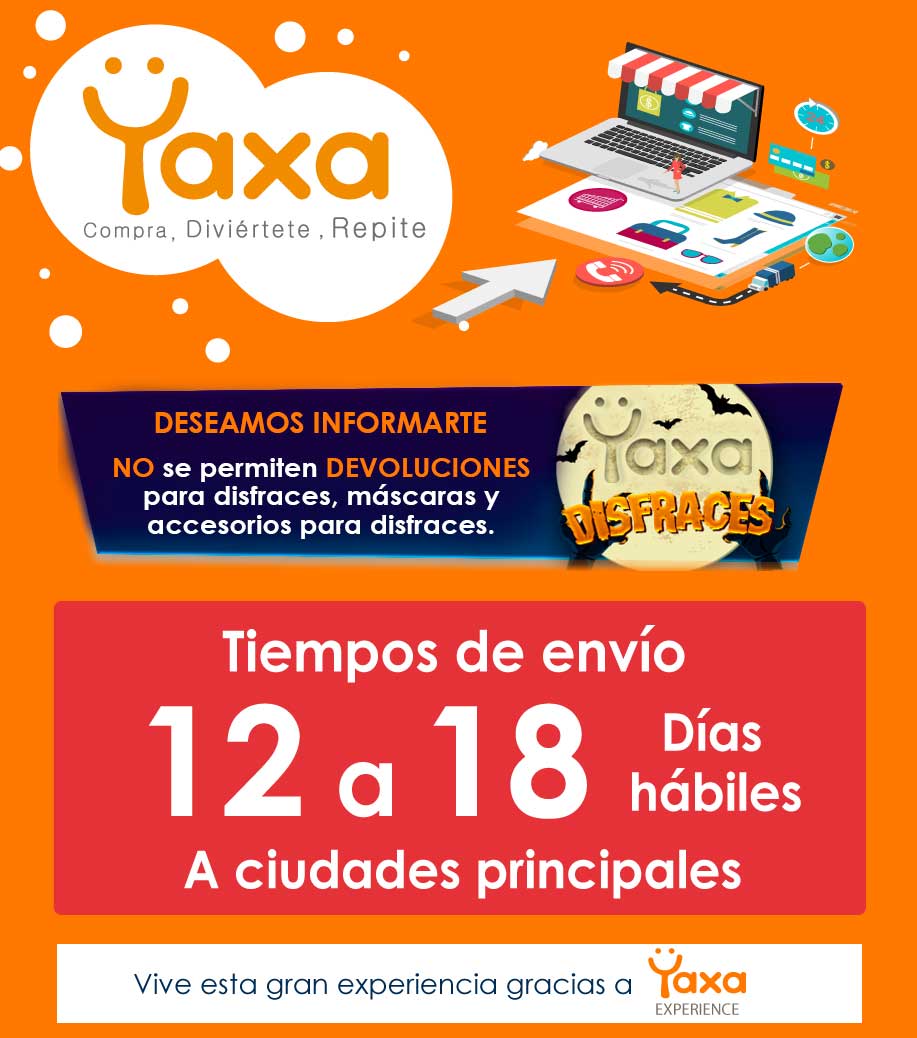 Yaxa
Compra, Diviértete , Repite
DESEAMOS INFORMARTE
NO se permiten DEVOLUCIONES
para disfraces, máscaras y
accesorios para disfraces.
Yaxa
DISFRACES
Tiempos de envío
12 a 18 Días hábiles
A ciudades principales
Vive esta gran experiencia gracias a Yaxa
EXPERIENCE